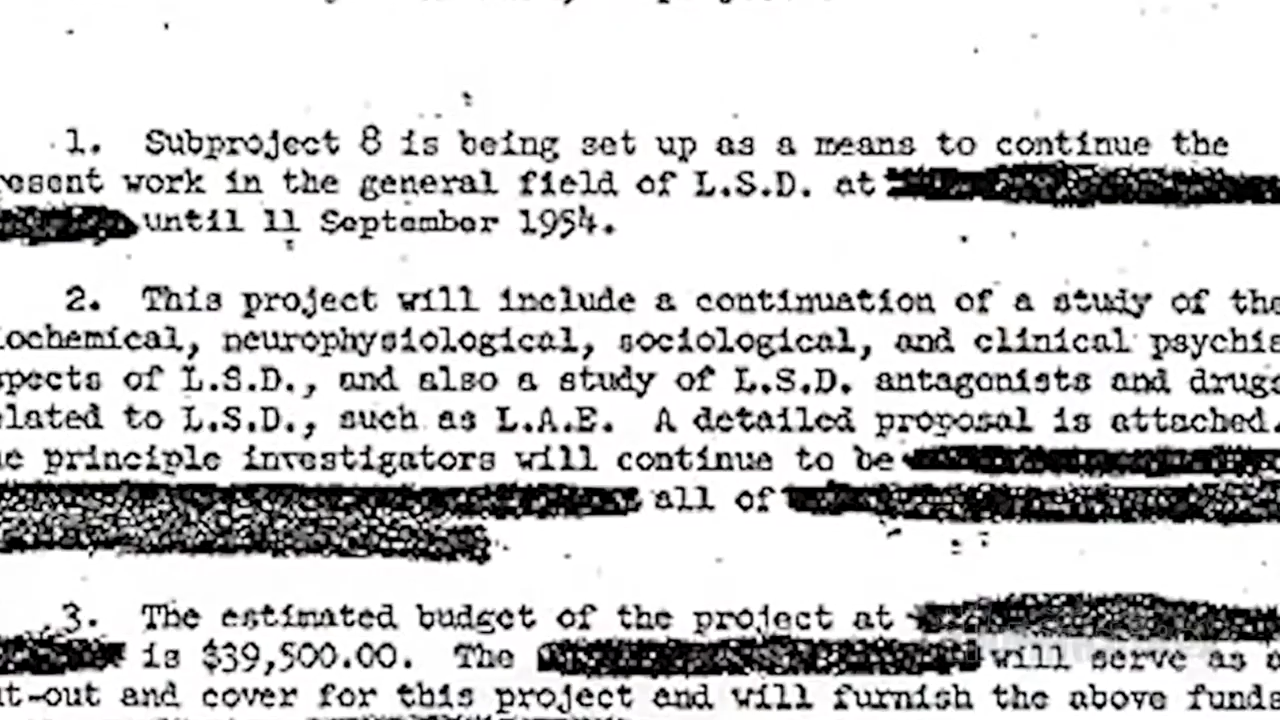 1. Subproject 8 is being set up as a means to continue the
esent work in the general field of L.S.D. at
until 11 September 1954.
2. This project will include a continuation of a study of the
iochemical, neurophysiological, sociological, and clinical psychia
spects of L.S.D., and also a study of L.S.D. antagonists and drugs
elated to L.S.D., such as L.A.E. A detailed proposal is attached.
e principle investigators will continue to be
all of
3. The estimated budget of the project at
is $39,500.00. The will serve as a
t-out and cover for this project and will furnish the above funds